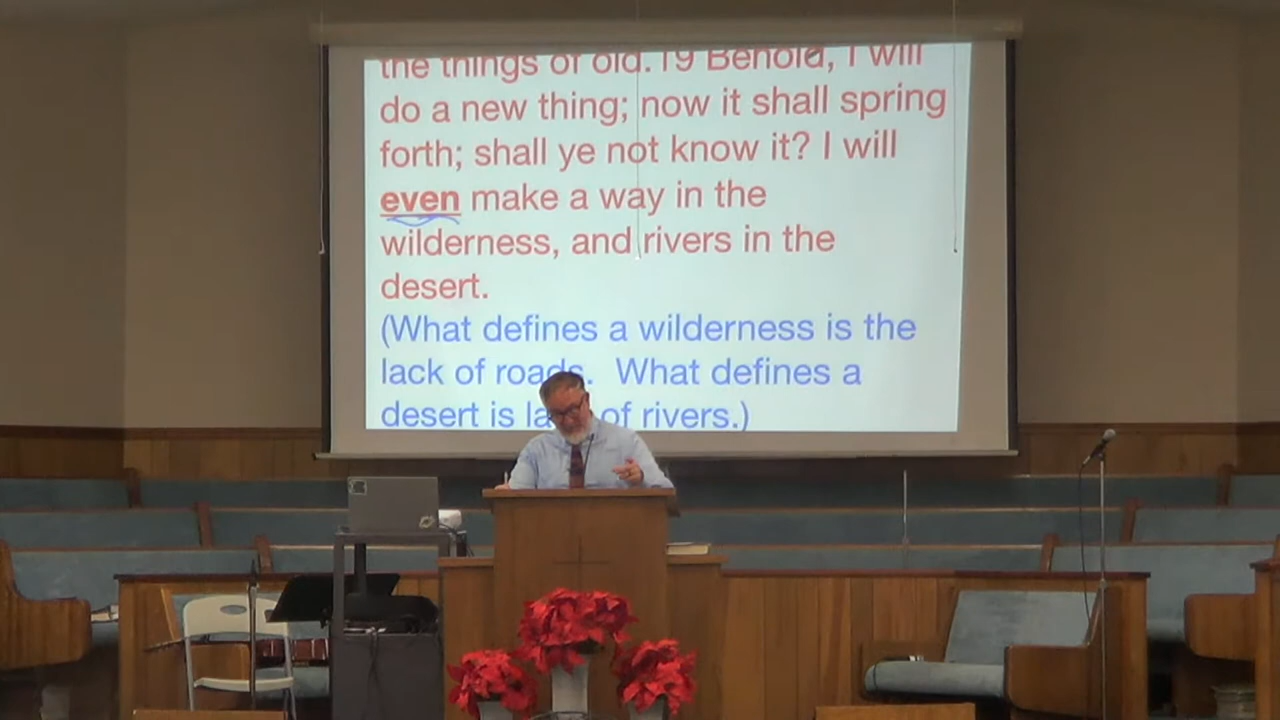 the things of old. 19 Behold, I will
do a new thing; now it shall spring
forth; shall ye not know it? I will
even make a way in the
wilderness, and rivers in the
desert.
(What defines a wilderness is the
lack of roads. What defines a
desert is of rivers.)